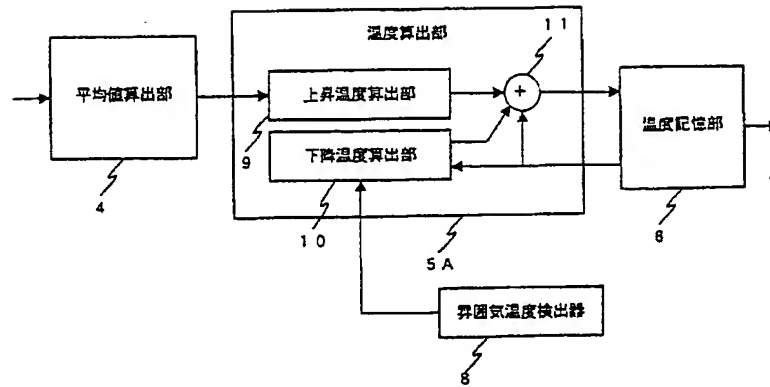 温度算出部
11
平均値算出部
上昇温度算出部
+
温度記憶部
9
下降温度算出部
4
10
5A
6
雰囲気温度検出器
8